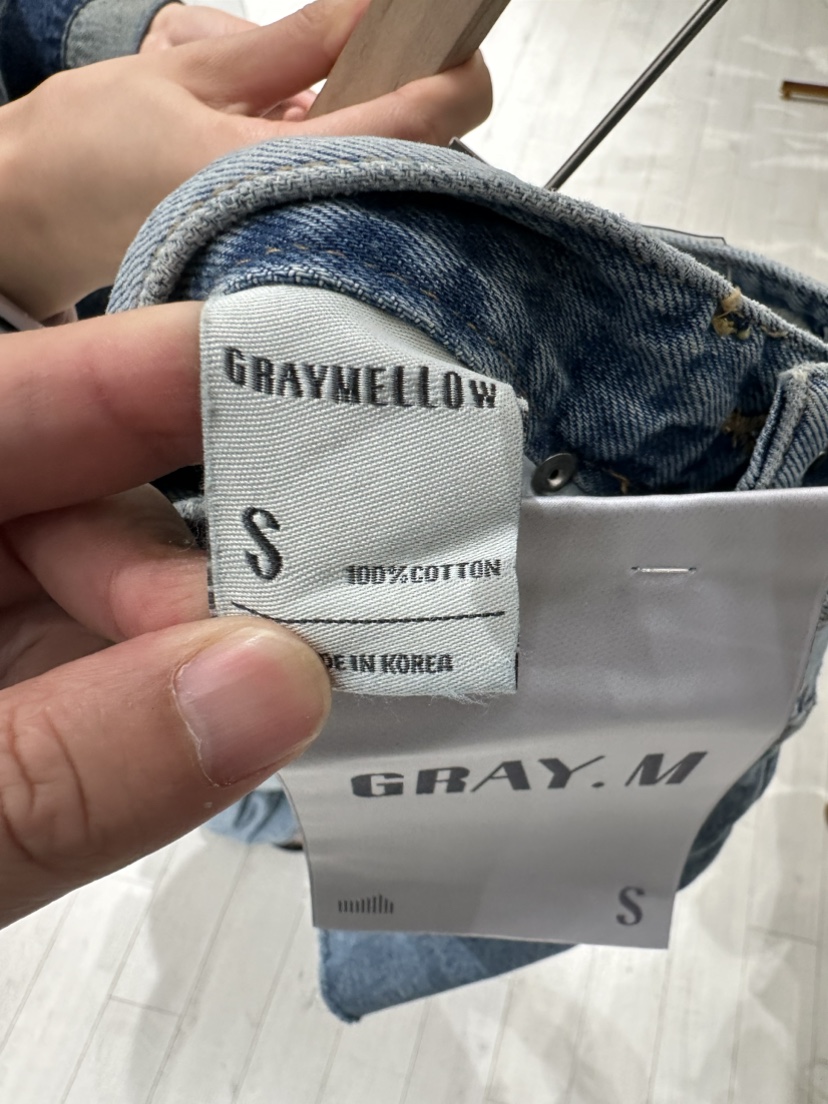 GRAYMELLOW
S
100%COTTON
DE IN KOREA
GRAY.M
S